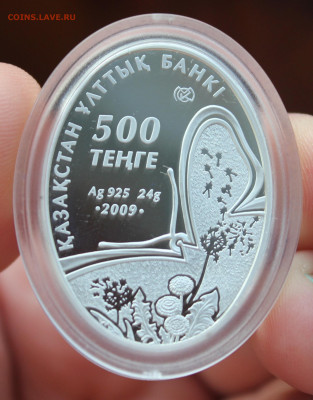 COINS.LAVE.RU
ҚАЗАҚСТАН ҰЛТТЫҚ БАНКІ
500
ТЕҢГЕ
Ag 925 24g
•2009•